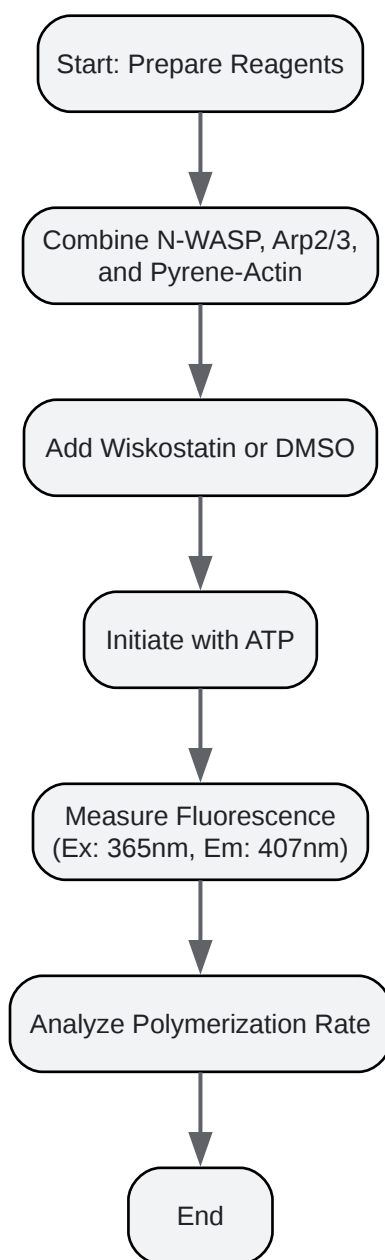 Start: Prepare Reagents
Combine N-WASP, Arp2/3,
and Pyrene-Actin
Add Wiskostatin or DMSO
Initiate with ATP
Measure Fluorescence
(Ex: 365nm, Em: 407nm)
Analyze Polymerization Rate
End